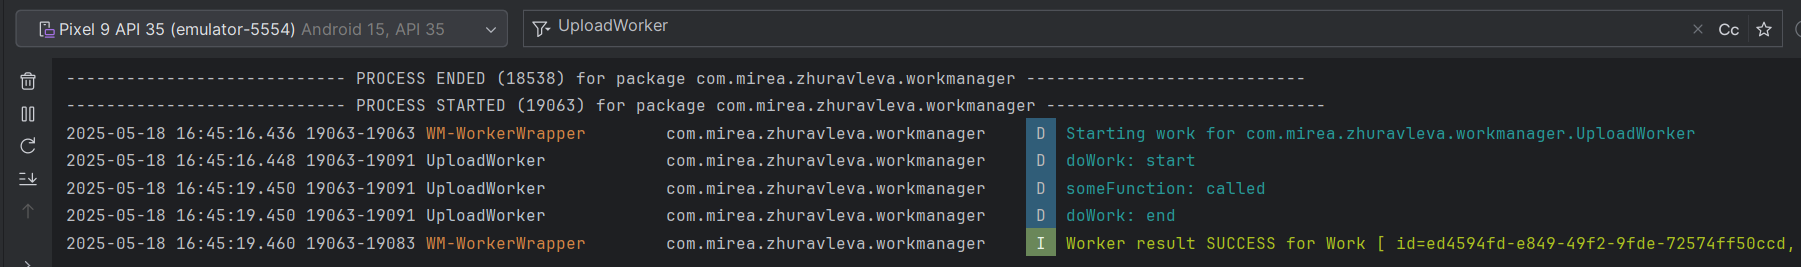 Pixel 9 API 35 (emulator-5554) Android 15, API 35 UploadWorker Cc
---------------------------- PROCESS ENDED (18538) for package com.mirea.zhuravleva.workmanager ----------------------------
---------------------------- PROCESS STARTED (19063) for package com.mirea.zhuravleva.workmanager ----------------------------
2025-05-18 16:45:16.436 19063-19063 WM-WorkerWrapper com.mirea.zhuravleva.workmanager D Starting work for com.mirea.zhuravleva.workmanager.UploadWorker
2025-05-18 16:45:16.448 19063-19091 UploadWorker com.mirea.zhuravleva.workmanager D doWork: start
2025-05-18 16:45:19.450 19063-19091 UploadWorker com.mirea.zhuravleva.workmanager D someFunction: called
2025-05-18 16:45:19.450 19063-19091 UploadWorker com.mirea.zhuravleva.workmanager D doWork: end
2025-05-18 16:45:19.460 19063-19083 WM-WorkerWrapper com.mirea.zhuravleva.workmanager I Worker result SUCCESS for Work [ id=ed4594fd-e849-49f2-9fde-72574ff50ccd,